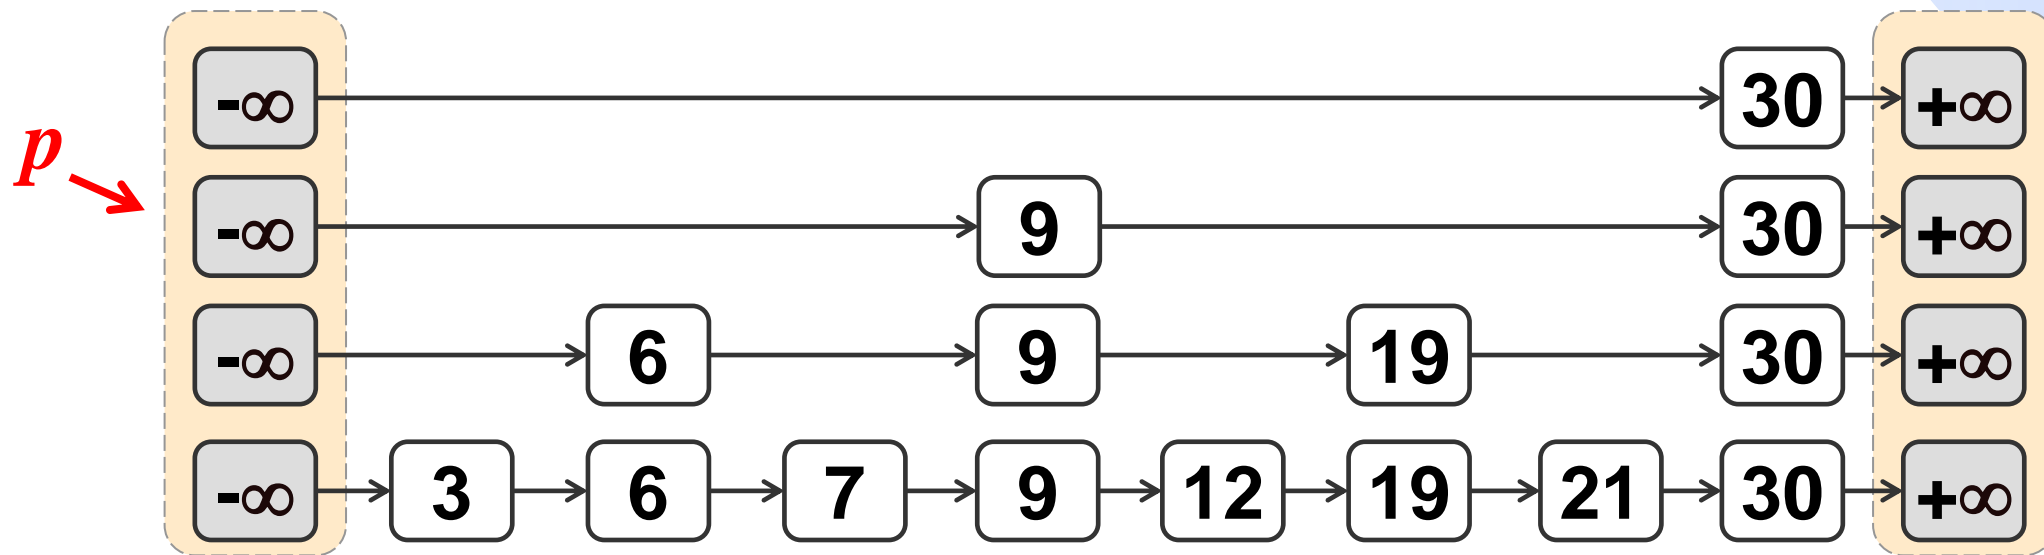 -∞ 30 +∞
p
-∞ 9 30 +∞
-∞ 6 9 19 30 +∞
-∞ 3 6 7 9 12 19 21 30 +∞